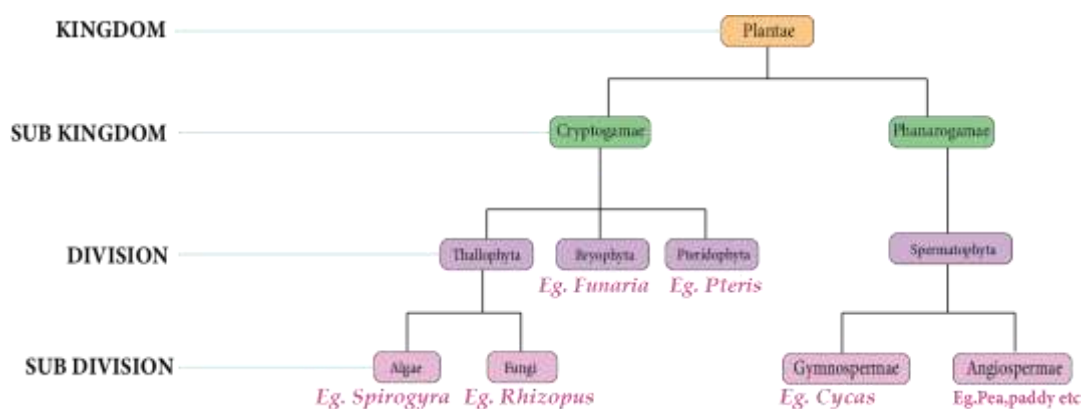 KINGDOM
Plantae
SUB KINGDOM
Cryptogamae
Phanarogamae
DIVISION
Thallophyta
Bryophyta
Pteridophyta
Spermatophyta
Eg. Funaria
Eg. Pteris
SUB DIVISION
Algae
Fungi
Gymnospermae
Angiospermae
Eg. Spirogyra
Eg. Rhizopus
Eg. Cycas
Eg.Pea,paddy etc